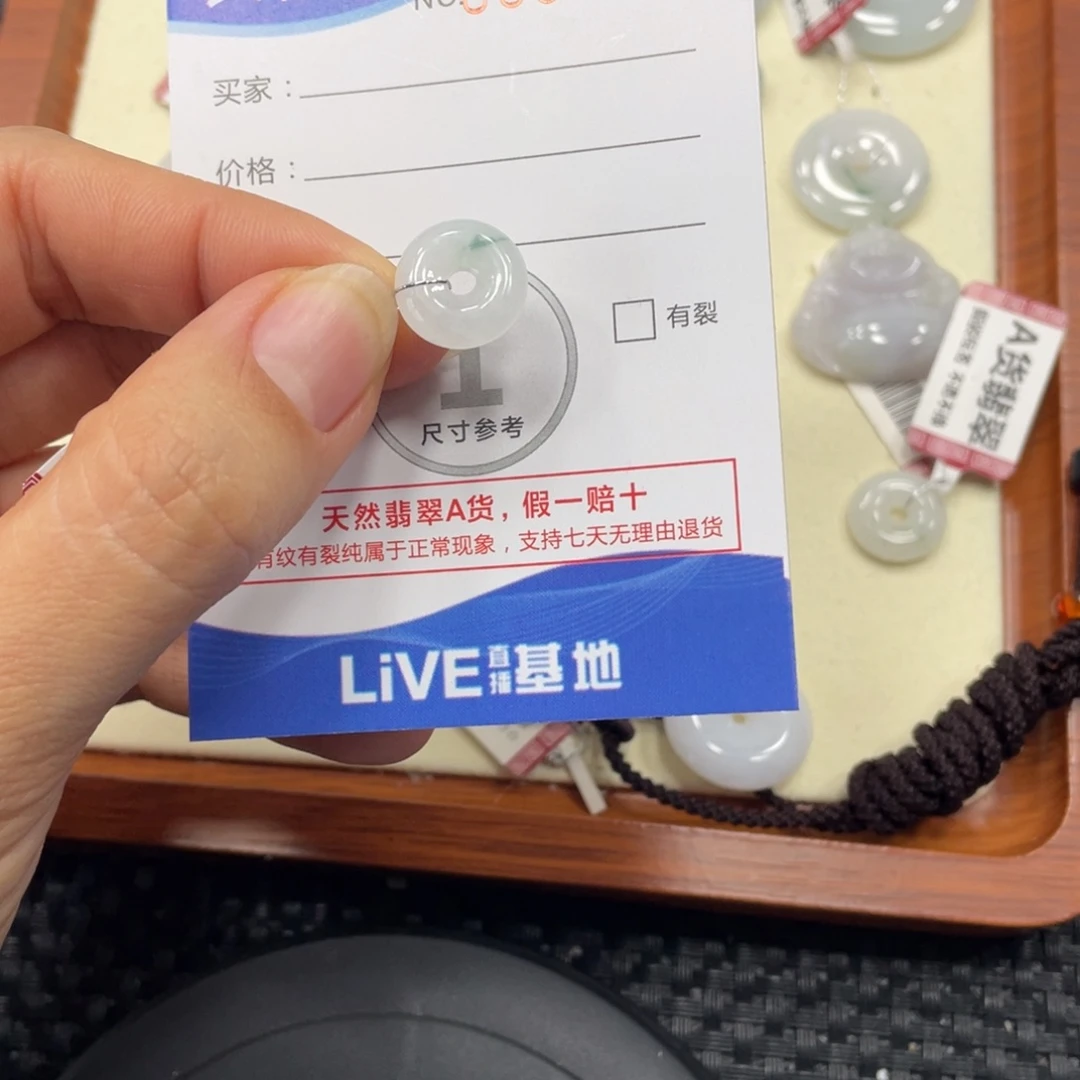 NO.
买家：
价格：
有裂
1
尺寸参考
天然翡翠A货，假一赔十
有纹有裂纯属于正常现象，支持七天无理由退货
LiVE直播基地
A货翡翠